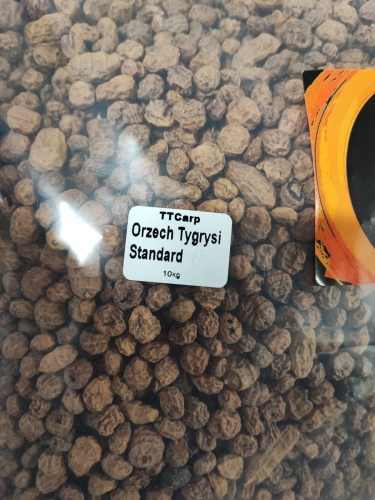 TTCarp
Orzech Tygrysi
Standard
10kg